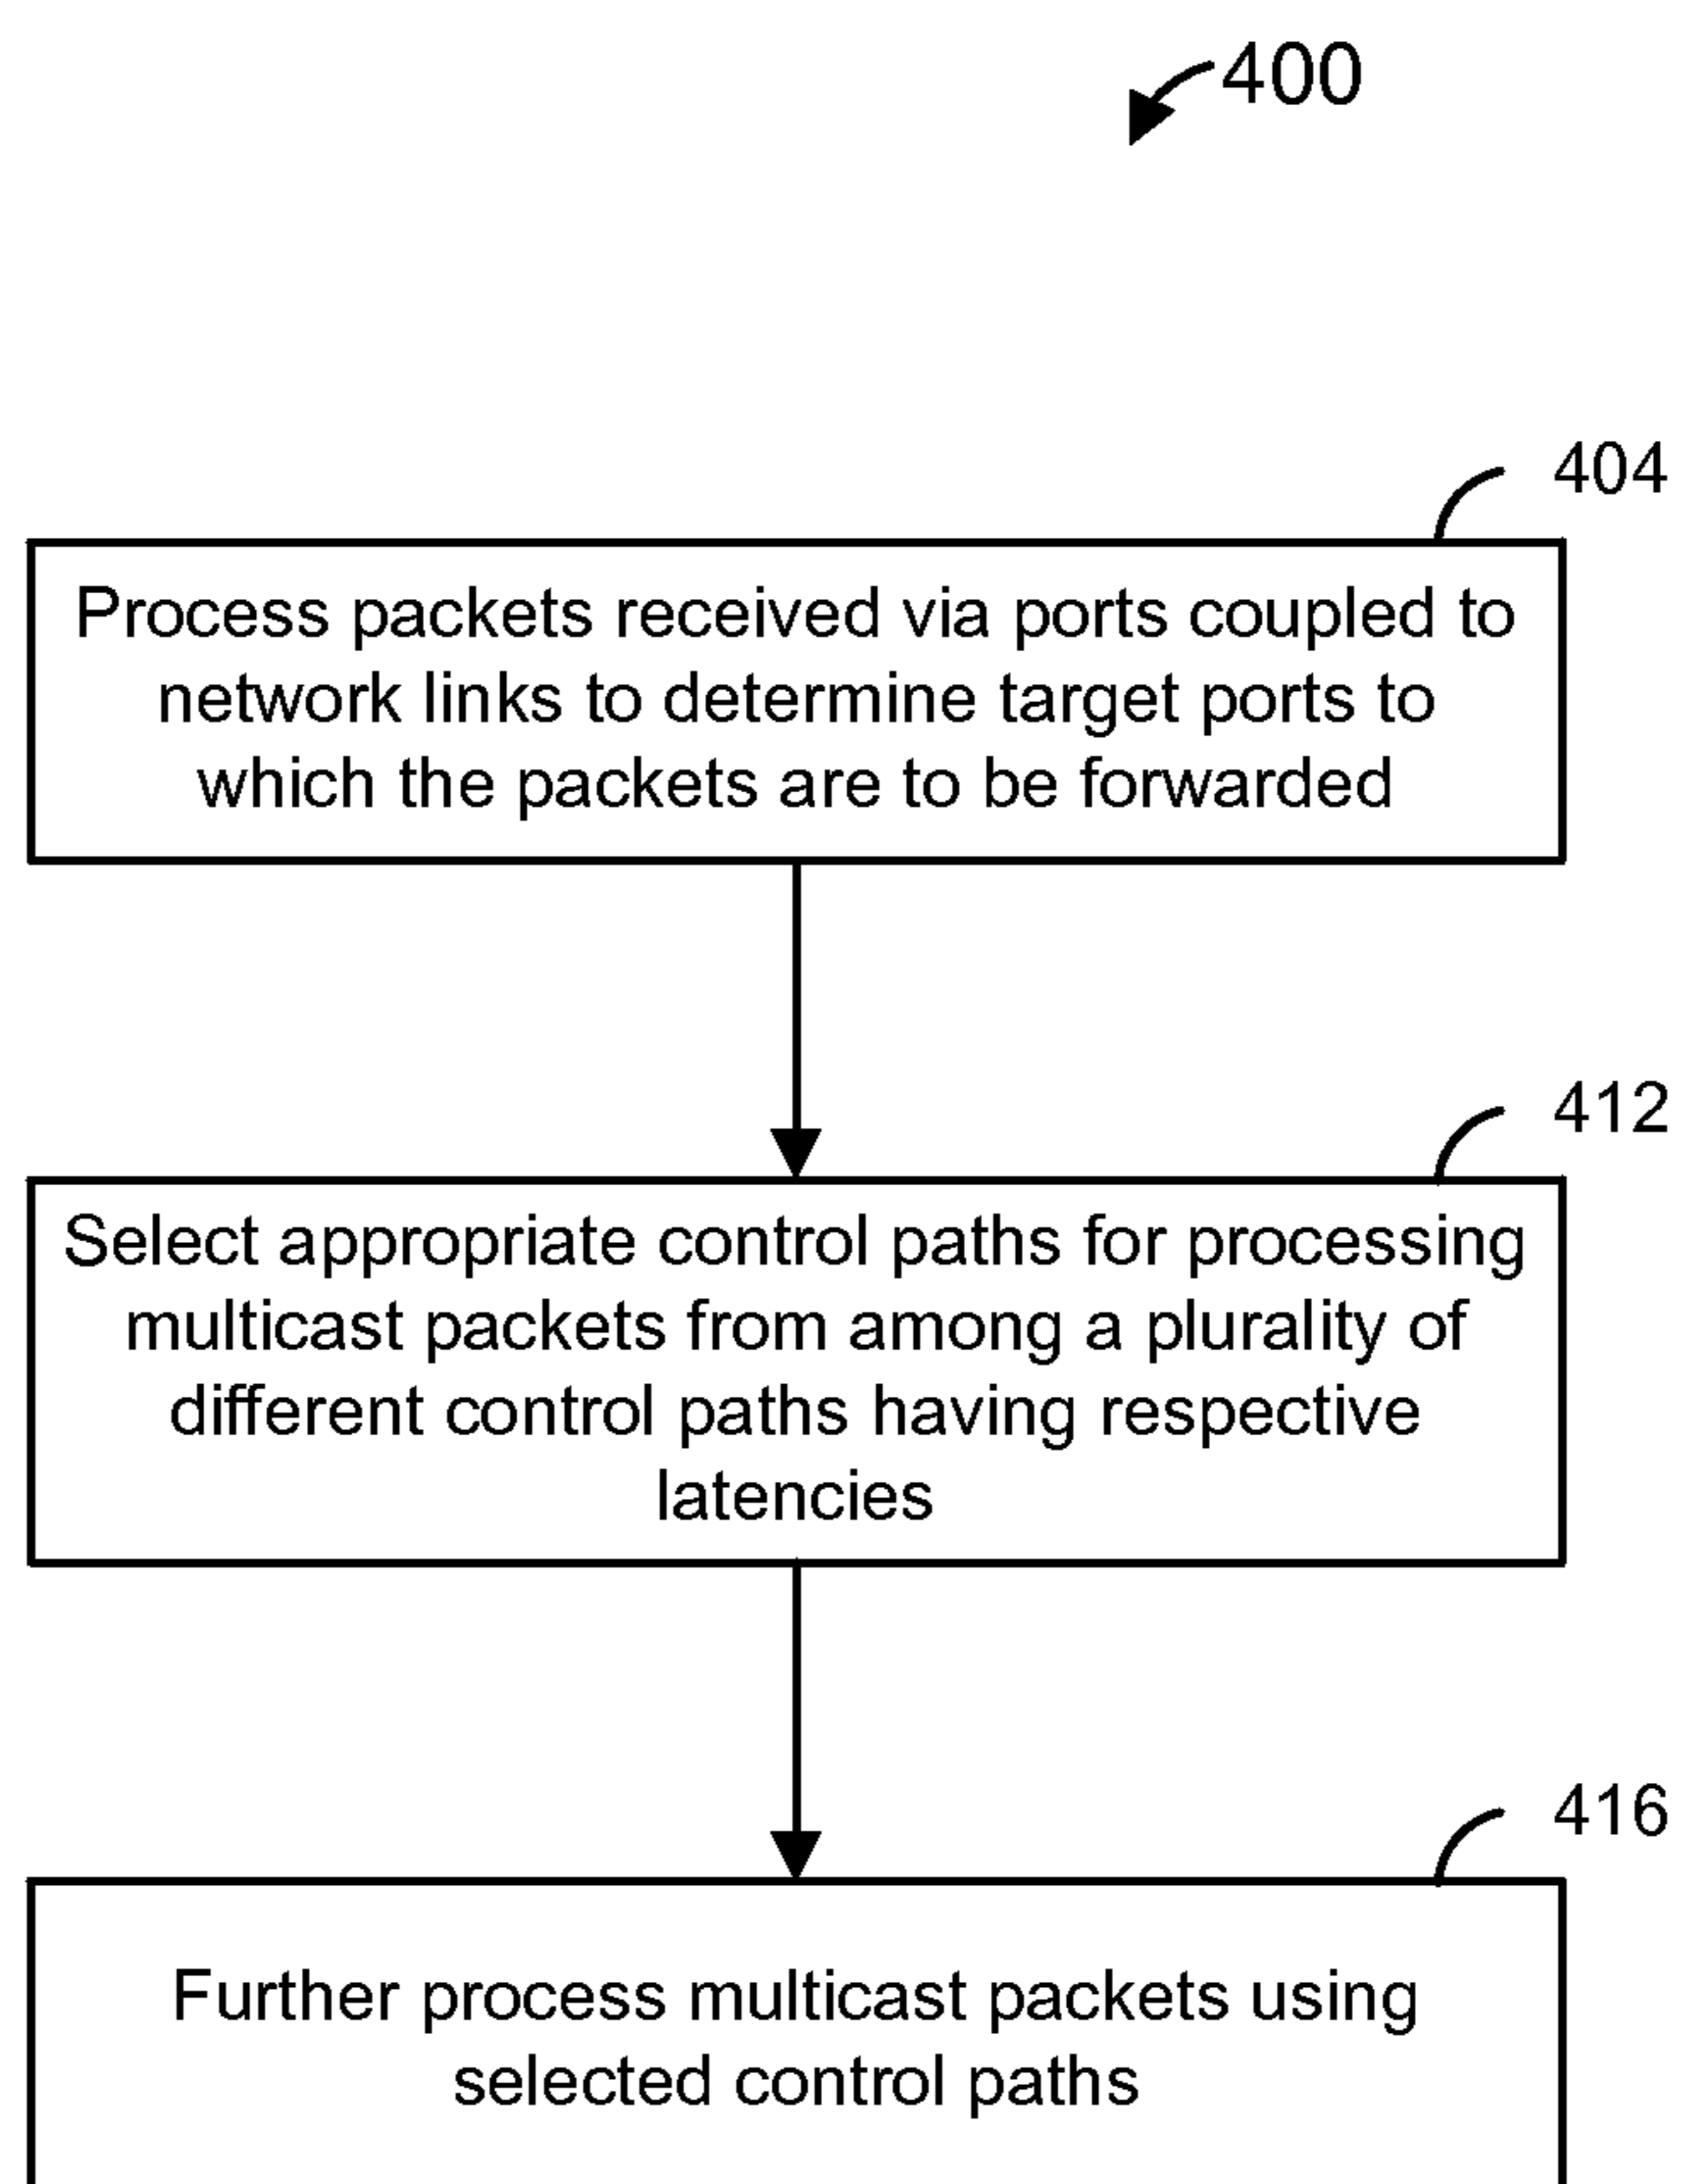 400
404
Process packets received via ports coupled to
network links to determine target ports to
which the packets are to be forwarded
412
Select appropriate control paths for processing
multicast packets from among a plurality of
different control paths having respective
latencies
416
Further process multicast packets using
selected control paths